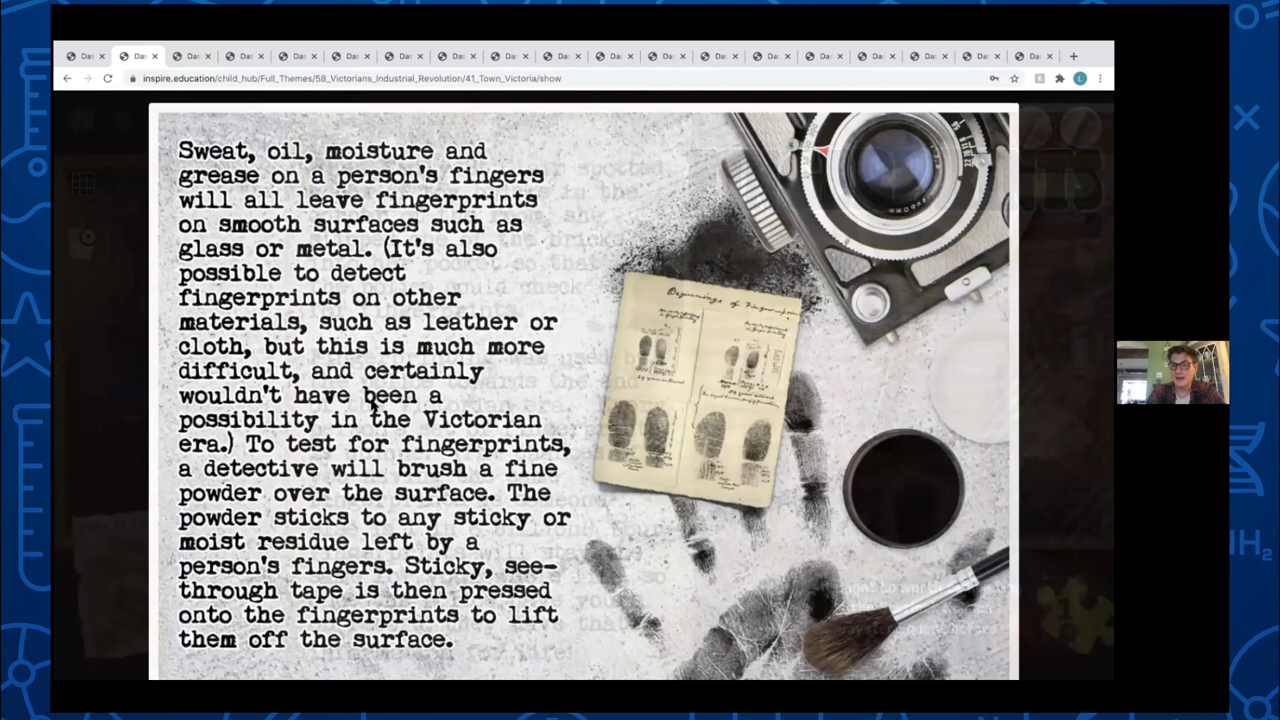 inspire.education/child_hub/Full_Themes/58_Victorians_Industrial_Revolution/41_Town_Victoria/show
Sweat, oil, moisture and
grease on a person's fingers
will all leave fingerprints
on smooth surfaces such as
glass or metal. (It's also
possible to detect
fingerprints on other
materials, such as leather or
cloth, but this is much more
difficult, and certainly
wouldn't have been a
possibility in the Victorian
era.) To test for fingerprints,
a detective will brush a fine
powder over the surface. The
powder sticks to any sticky or
moist residue left by a
person's fingers. Sticky, see-
through tape is then pressed
onto the fingerprints to lift
them off the surface.
Beginnings of